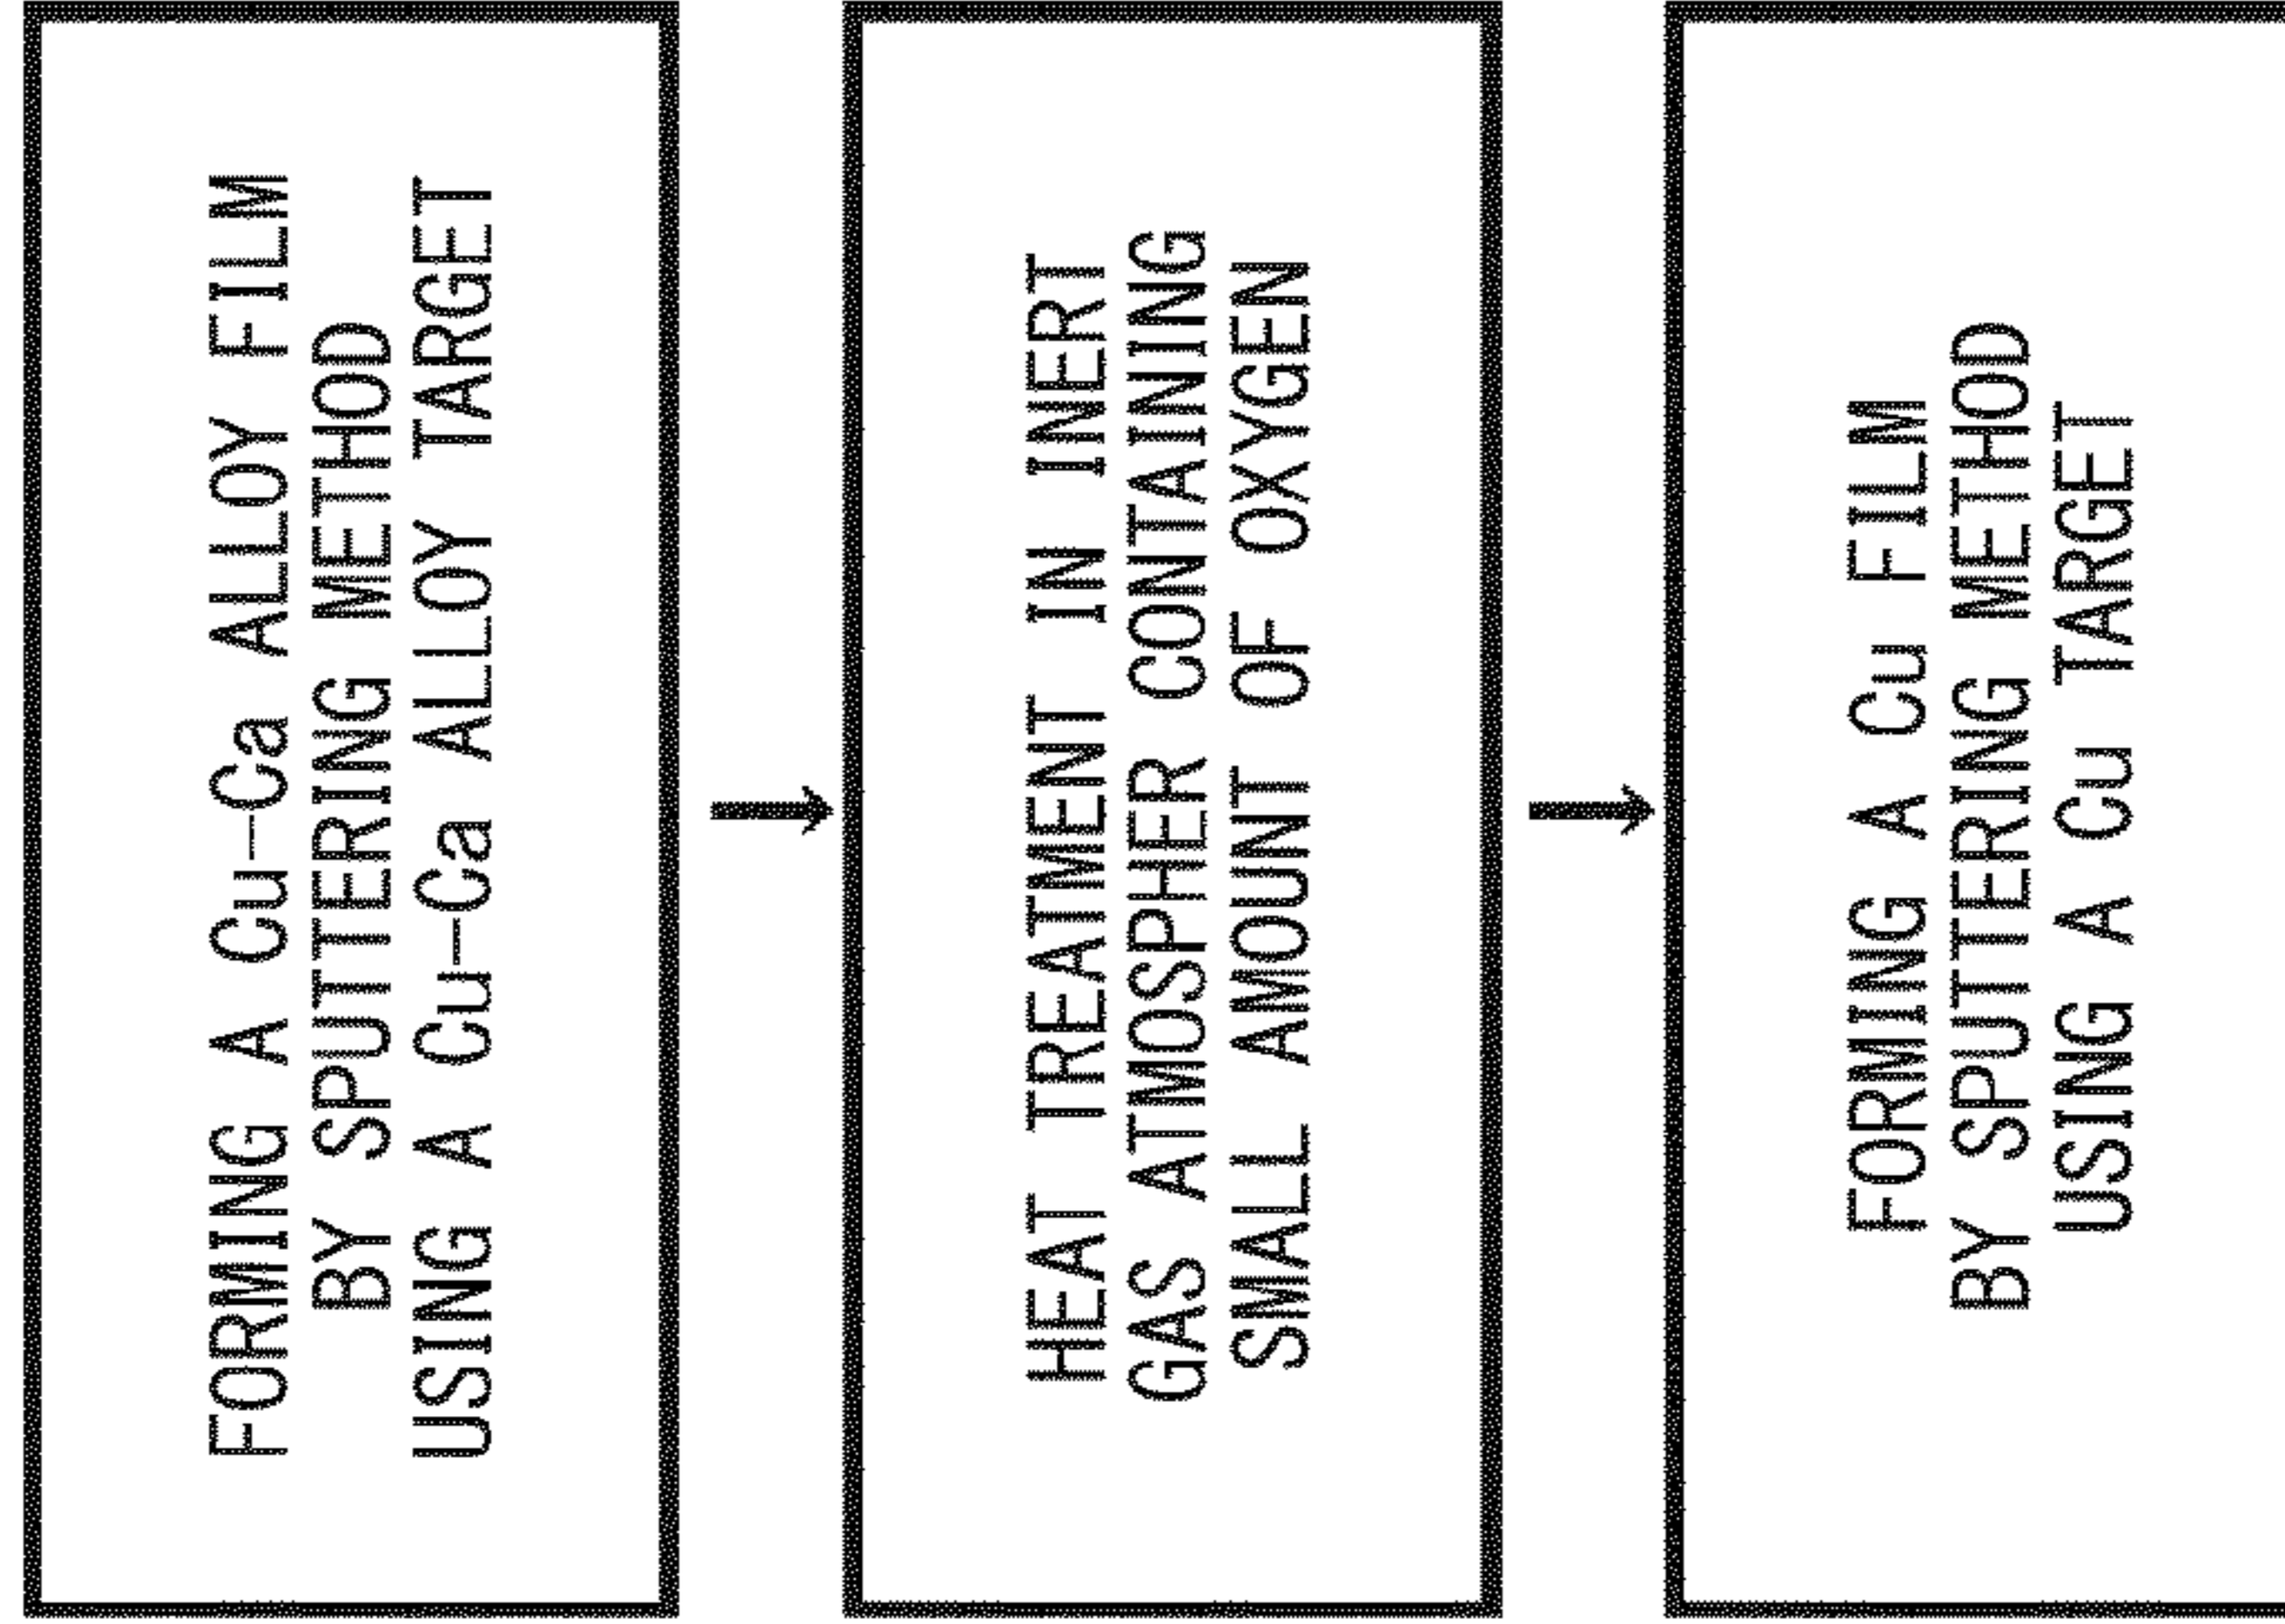 FORMING A Cu-Ca ALLOY FILM
BY SPUTTERING METHOD
USING A Cu-Ca ALLOY TARGET
HEAT TREATMENT IN INERT
GAS ATMOSPHER CONTAINING
SMALL AMOUNT OF OXYGEN
FORMING A Cu FILM
BY SPUTTERING METHOD
USING A Cu TARGET